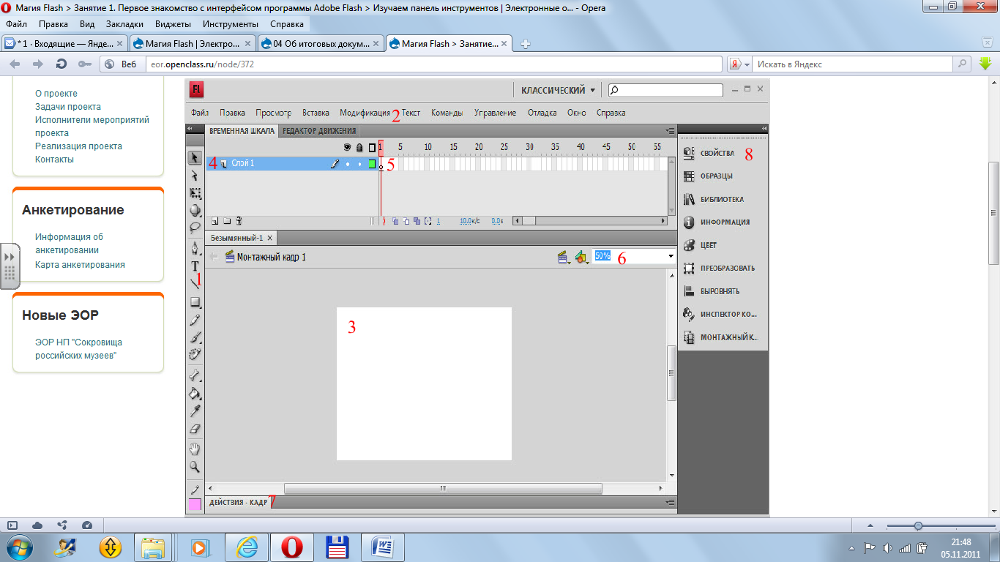 Магия Flash > Занятие 1. Первое знакомство с интерфейсом программы Adobe Flash > Изучаем панель инструментов | Электронные о... - Opera
Файл Правка Вид Закладки Виджеты Инструменты Справка
* 1 · Входящие — Янде... Магия Flash | Электро... 04 Об итоговых докум... Магия Flash > Занятие...
Веб eor.openclass.ru/node/372 Я Искать в Яндекс
О проекте
Задачи проекта
Исполнители мероприятий
проекта
Реализация проекта
Контакты
Анкетирование
Информация об
анкетировании
Карта анкетирования
Новые ЭОР
ЭОР НП "Сокровища
российских музеев"
Fl КЛАССИЧЕСКИЙ
Файл Правка Просмотр Вставка Модификация 2 Текст Команды Управление Отладка Окно Справка
ВРЕМЕННАЯ ШКАЛА РЕДАКТОР ДВИЖЕНИЯ
1 5 10 15 20 25 30 35 40 45 50 55
4 Слой 1 5
1 10.0к/с 0.0s
Безымянный-1
Монтажный кадр 1 50% 6
T
1
3
ДЕЙСТВИЯ - КАДР 7
СВОЙСТВА 8
ОБРАЗЦЫ
БИБЛИОТЕКА
ИНФОРМАЦИЯ
ЦВЕТ
ПРЕОБРАЗОВАТЬ
ВЫРОВНЯТЬ
ИНСПЕКТОР КО...
МОНТАЖНЫЙ К...
21:48
05.11.2011